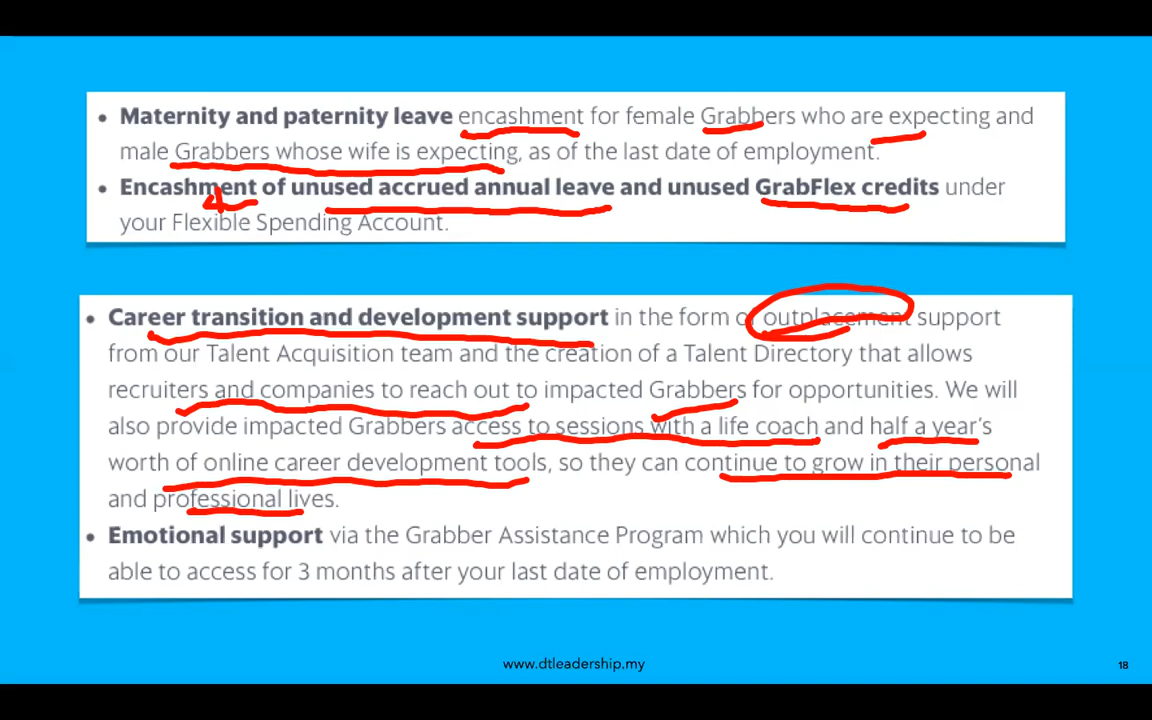 • Maternity and paternity leave encashment for female Grabbers who are expecting and
male Grabbers whose wife is expecting, as of the last date of employment.
• Encashment of unused accrued annual leave and unused GrabFlex credits under
your Flexible Spending Account.
• Career transition and development support in the form of outplacement support
from our Talent Acquisition team and the creation of a Talent Directory that allows
recruiters and companies to reach out to impacted Grabbers for opportunities. We will
also provide impacted Grabbers access to sessions with a life coach and half a year's
worth of online career development tools, so they can continue to grow in their personal
and professional lives.
• Emotional support via the Grabber Assistance Program which you will continue to be
able to access for 3 months after your last date of employment.
www.dtleadership.my
18